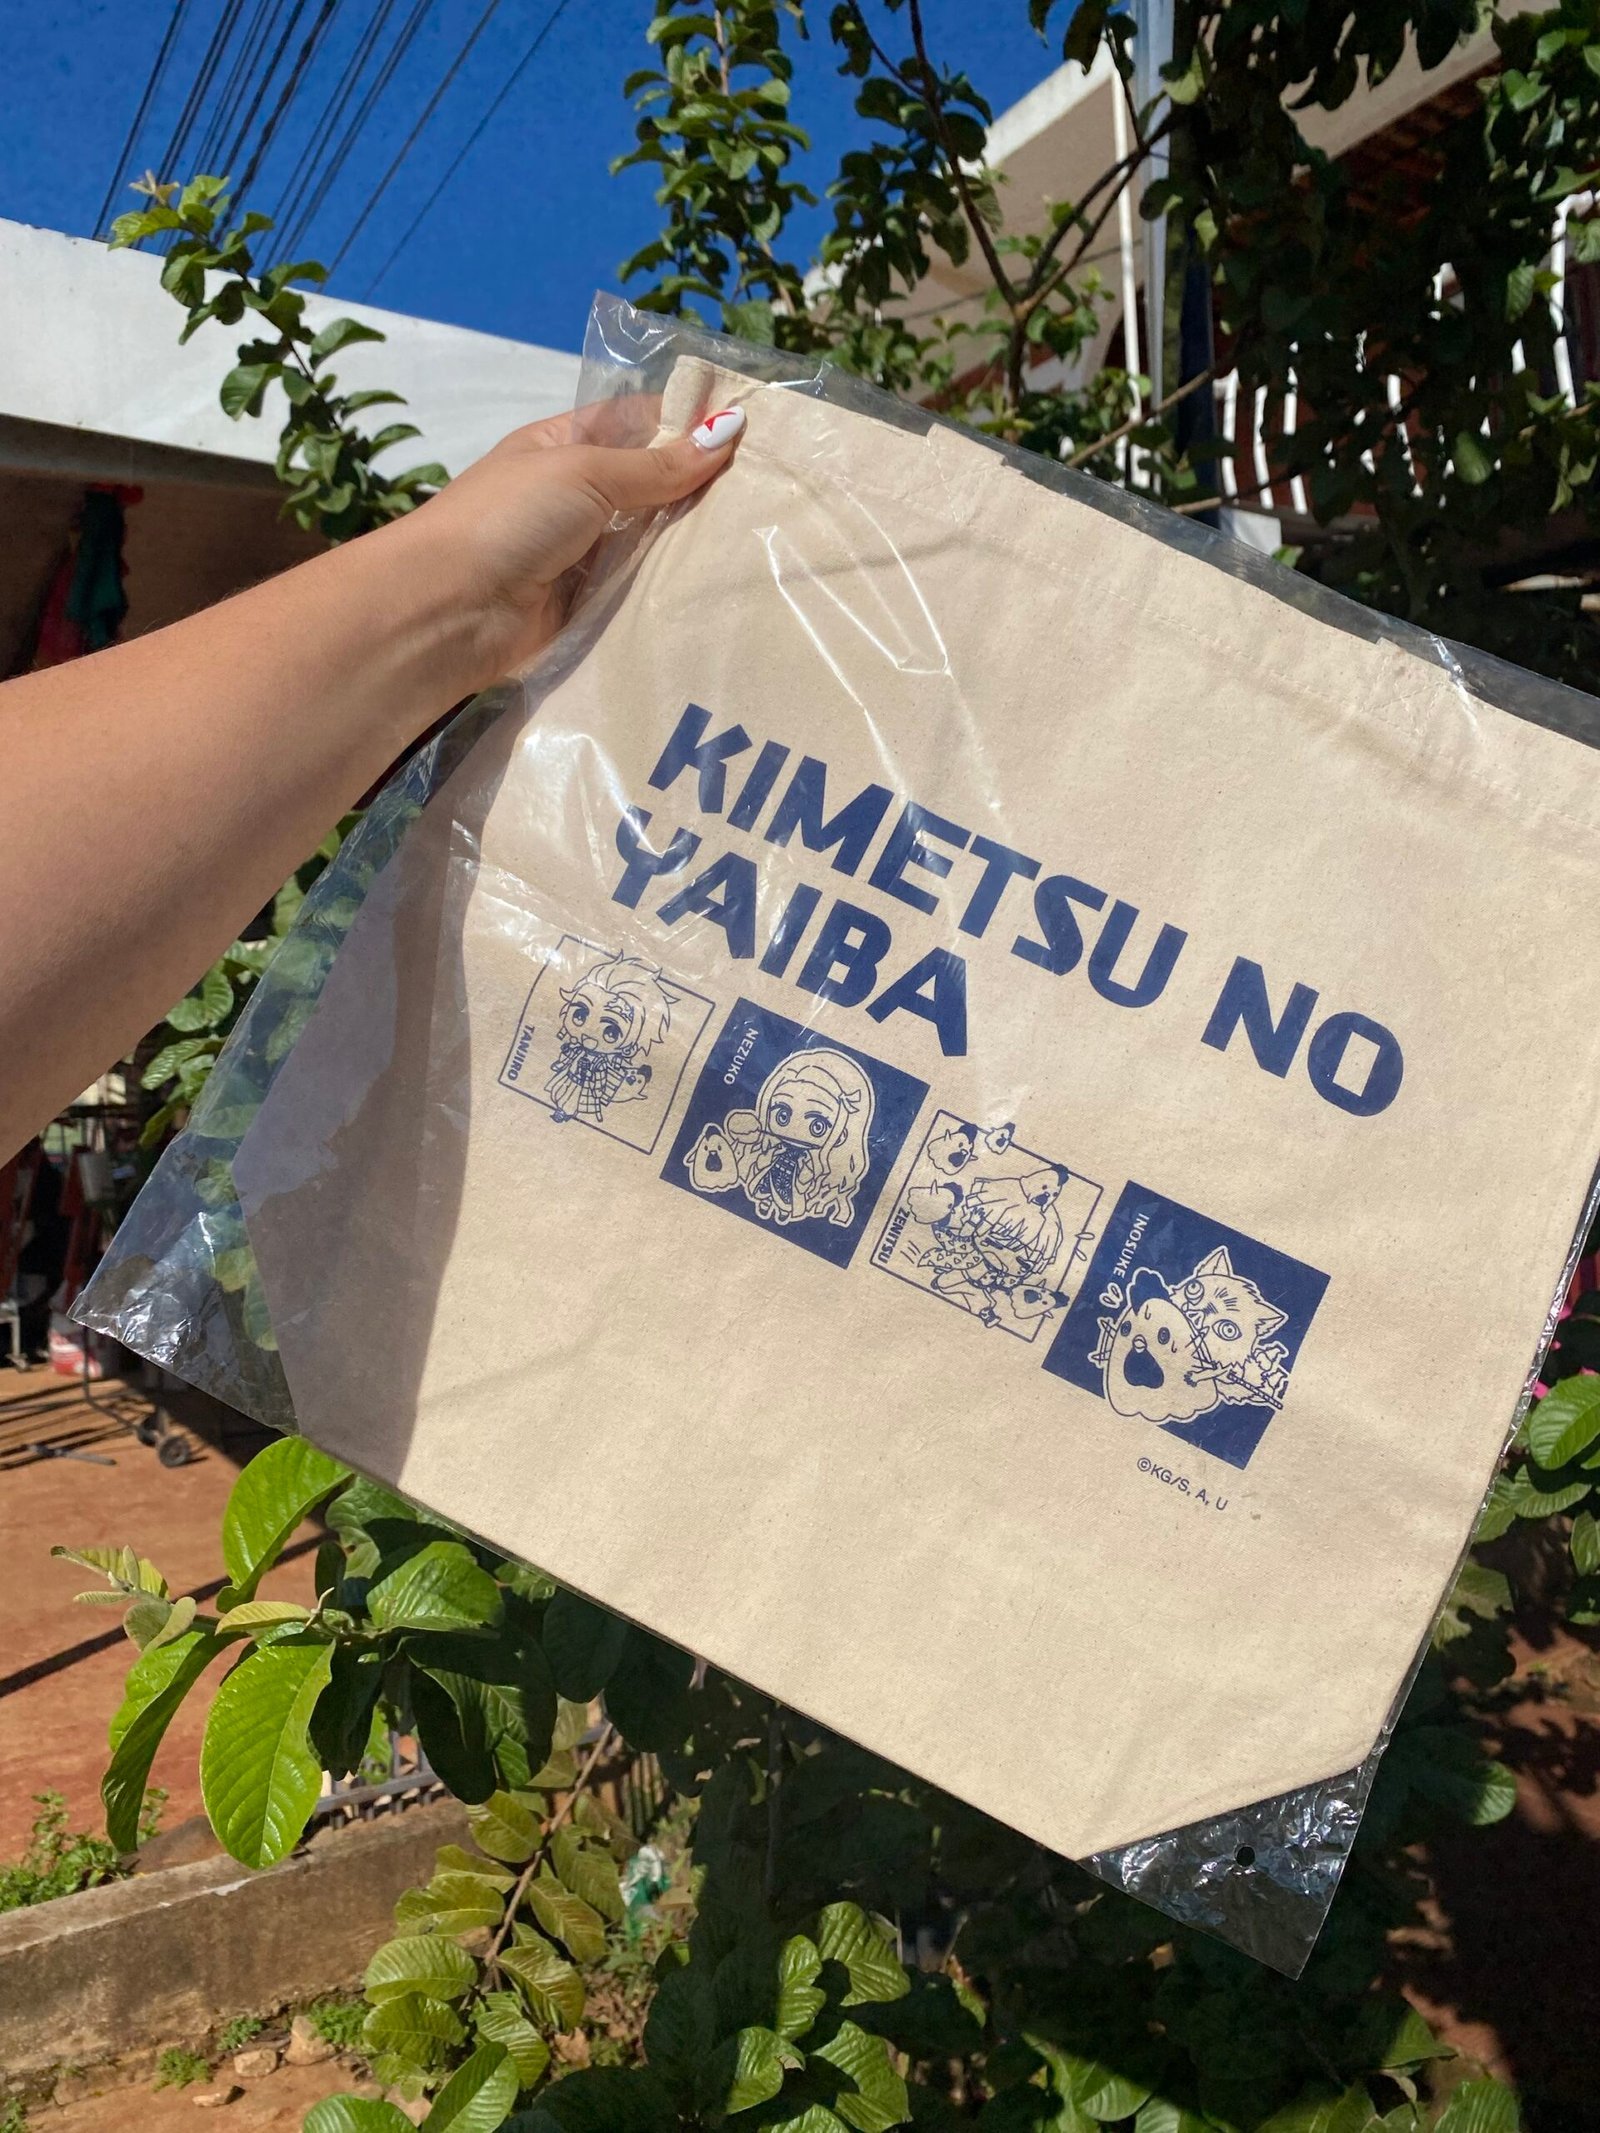 KIMETSU NO
YAIBA
TANJIRO
NEZUKO
ZENITSU
INOSUKE
©KG/S, A, U